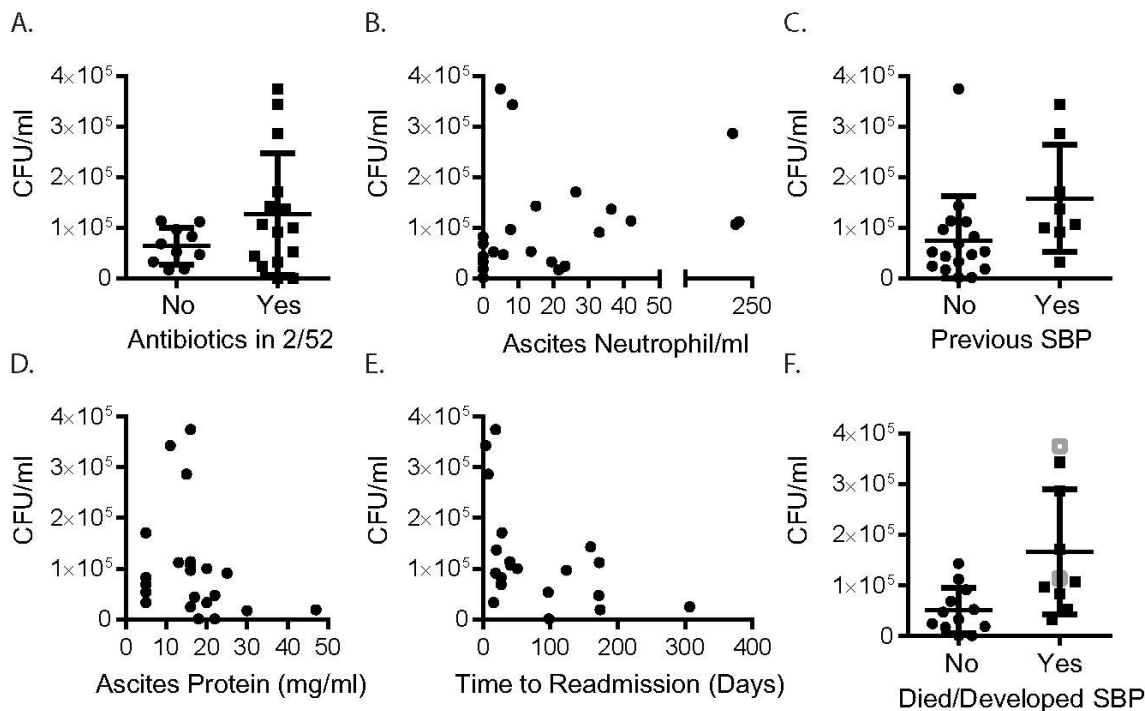 A.
B.
C.
4×10⁵
3×10⁵
2×10⁵
1×10⁵
0
CFU/ml
No Yes
Antibiotics in 2/52
4×10⁵
3×10⁵
2×10⁵
1×10⁵
0
CFU/ml
0 10 20 30 40 50 250
Ascites Neutrophil/ml
4×10⁵
3×10⁵
2×10⁵
1×10⁵
0
CFU/ml
No Yes
Previous SBP
D.
E.
F.
4×10⁵
3×10⁵
2×10⁵
1×10⁵
0
CFU/ml
0 10 20 30 40 50
Ascites Protein (mg/ml)
4×10⁵
3×10⁵
2×10⁵
1×10⁵
0
CFU/ml
0 100 200 300 400
Time to Readmission (Days)
4×10⁵
3×10⁵
2×10⁵
1×10⁵
0
CFU/ml
No Yes
Died/Developed SBP